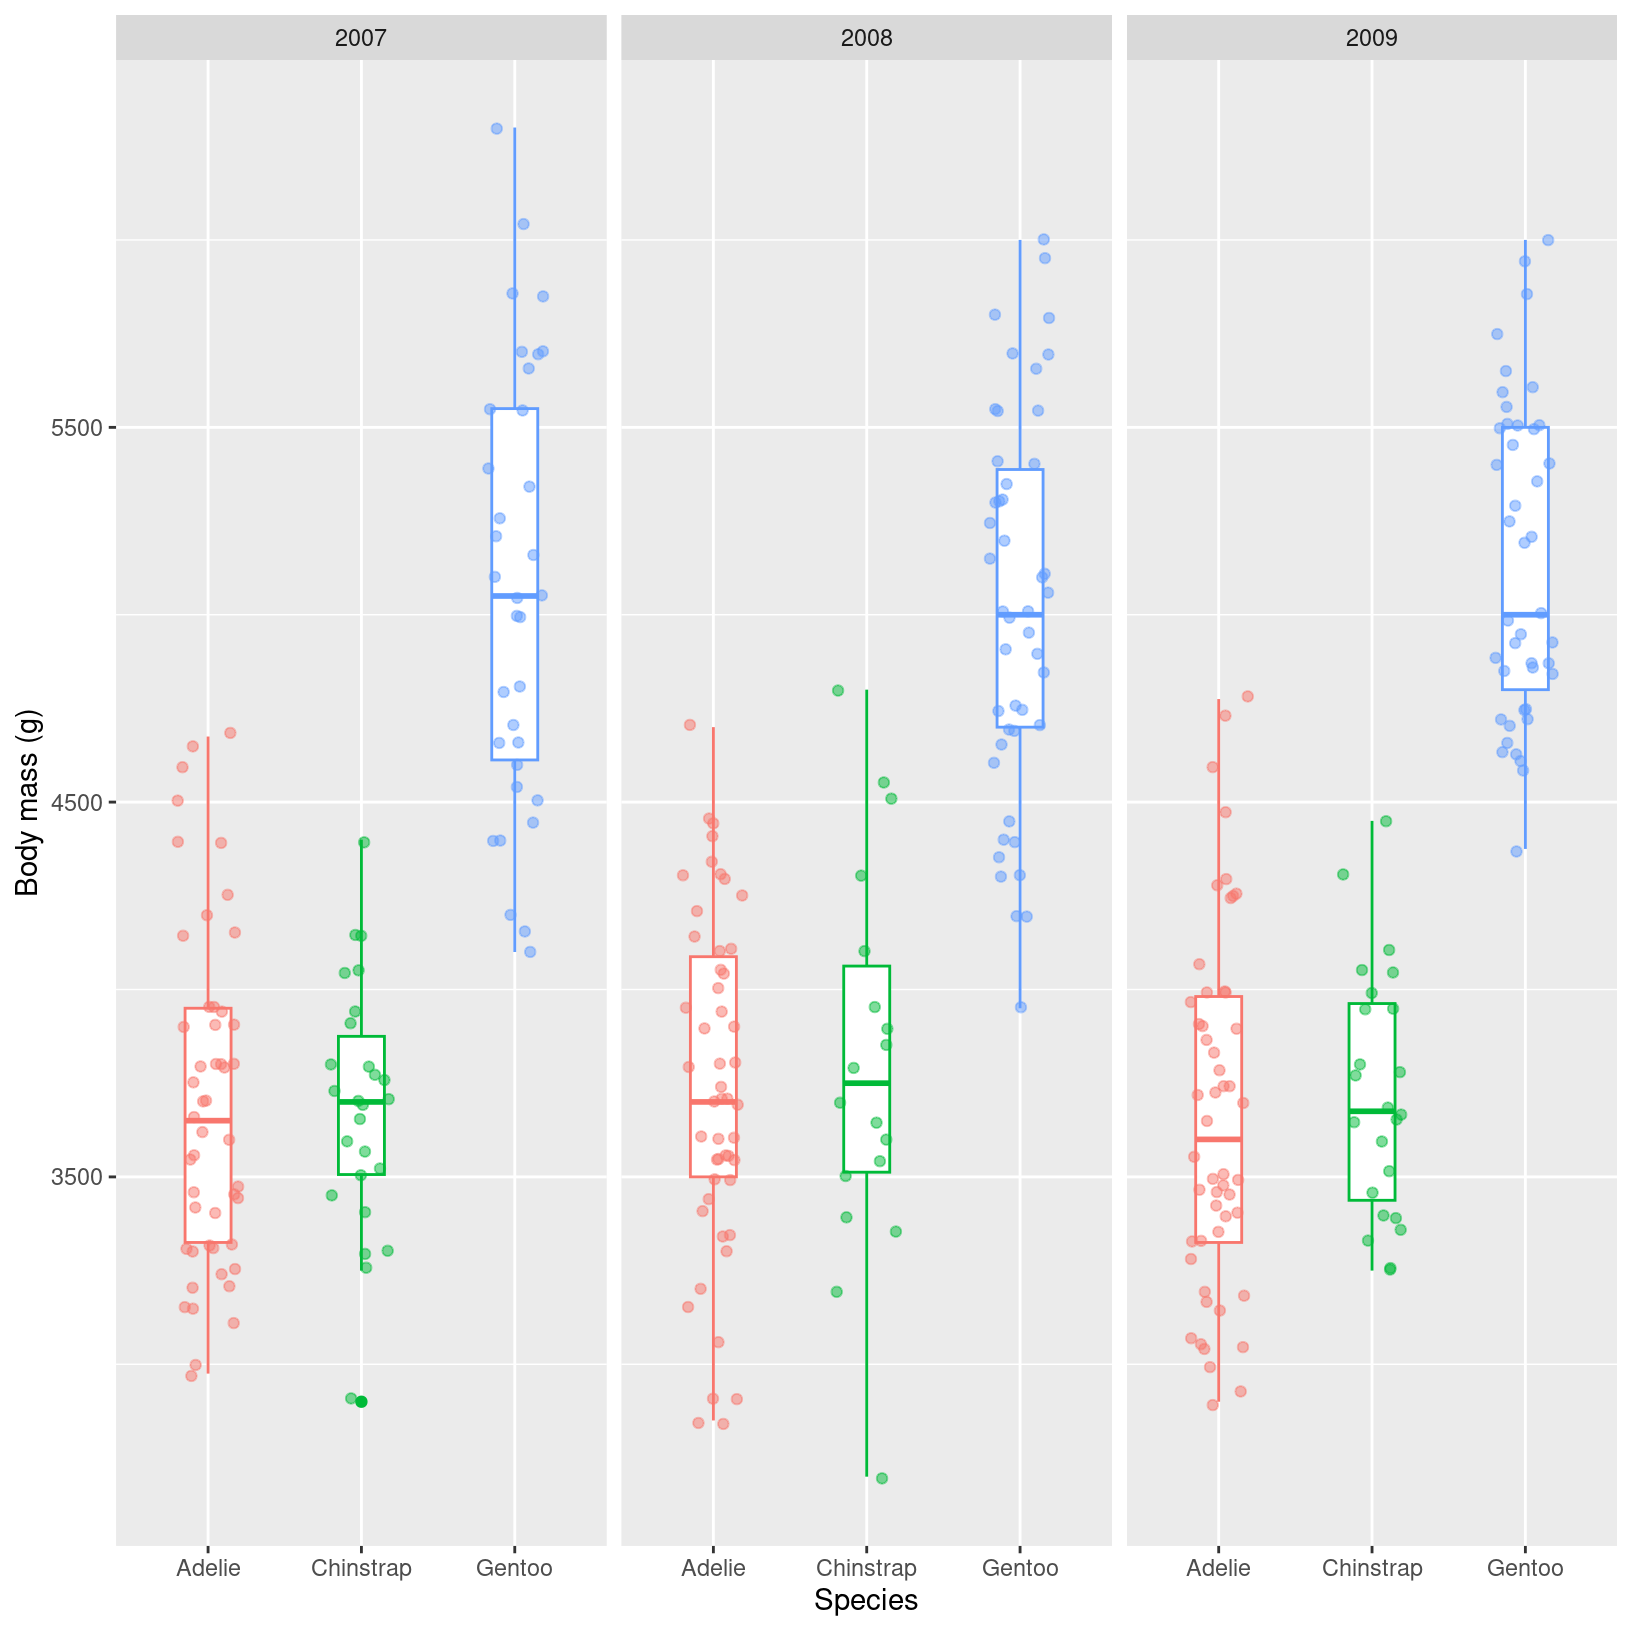 2007
2008
2009
Body mass (g)
5500
4500
3500
Adelie Chinstrap Gentoo
Adelie Chinstrap Gentoo
Adelie Chinstrap Gentoo
Species